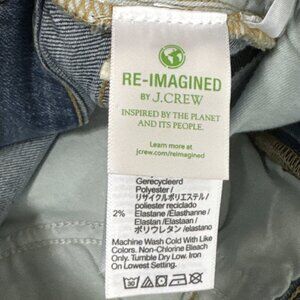 RE-IMAGINED
BY J.CREW
INSPIRED BY THE PLANET
AND ITS PEOPLE.
Learn more at
jcrew.com/reimagined
Gerecycleerd
Polyester /
リサイクルポリエステル /
poliester reciclado
2% Elastane /Elasthanne /
Elastan /Elastaan /
ポリウレタン /elastano
Machine Wash Cold With Like
Colors. Non-Chlorine Bleach
Only. Tumble Dry Low. Iron
On Lowest Setting.
30